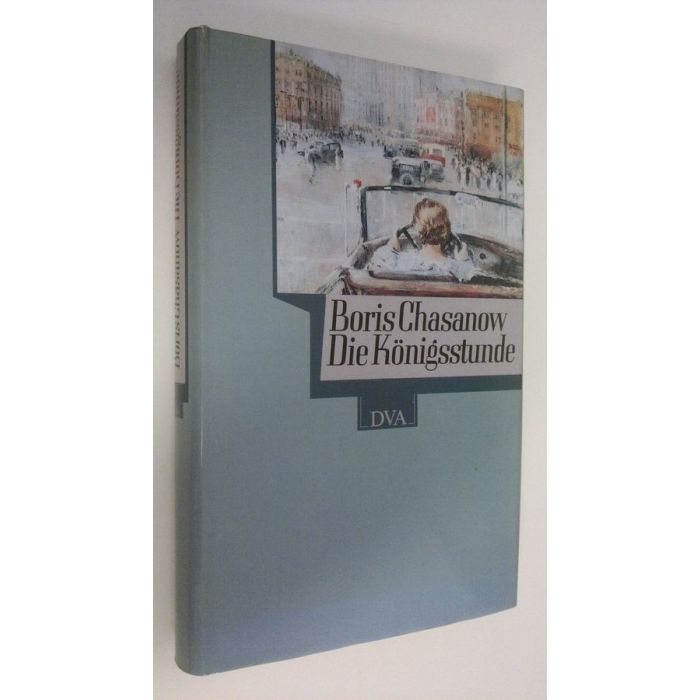 Boris Chasanow
Die Königsstunde
DVA
Boris Chasanow Die Königsstunde